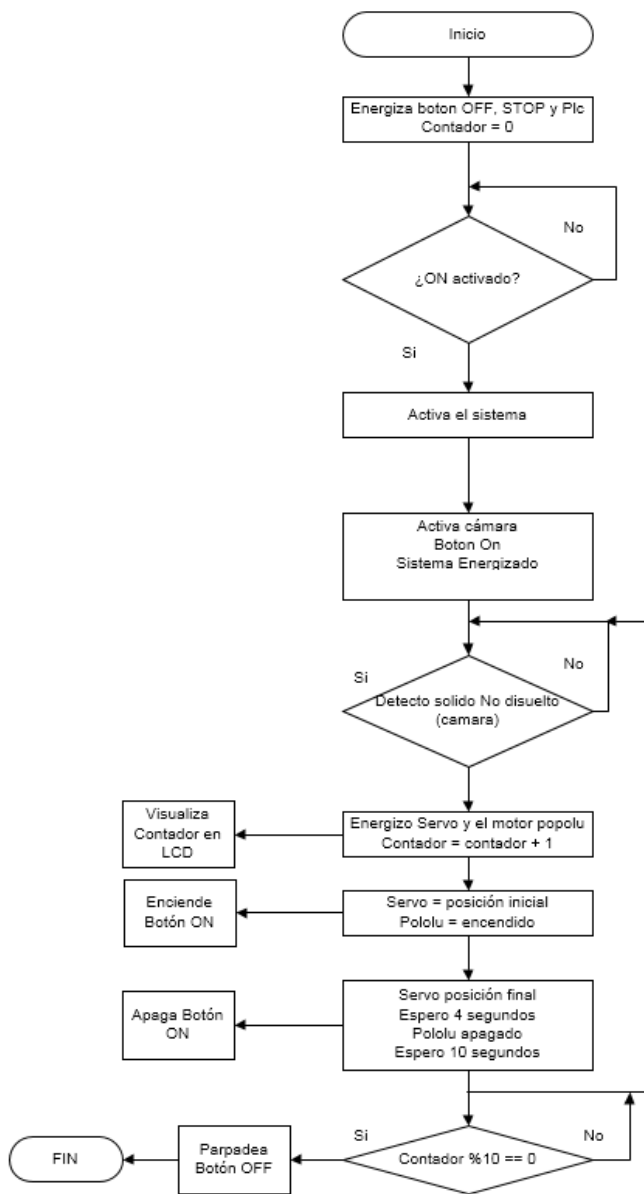 Inicio
Energiza boton OFF, STOP y Plc
Contador = 0
No
¿ON activado?
Si
Activa el sistema
Activa cámara
Boton On
Sistema Energizado
Si
No
Detecto solido No disuelto
(camara)
Visualiza
Contador en
LCD
Energizo Servo y el motor popolu
Contador = contador + 1
Enciende
Botón ON
Servo = posición inicial
Pololu = encendido
Apaga Botón
ON
Servo posición final
Espero 4 segundos
Pololu apagado
Espero 10 segundos
FIN
Parpadea
Botón OFF
Si
Contador %10 == 0
No